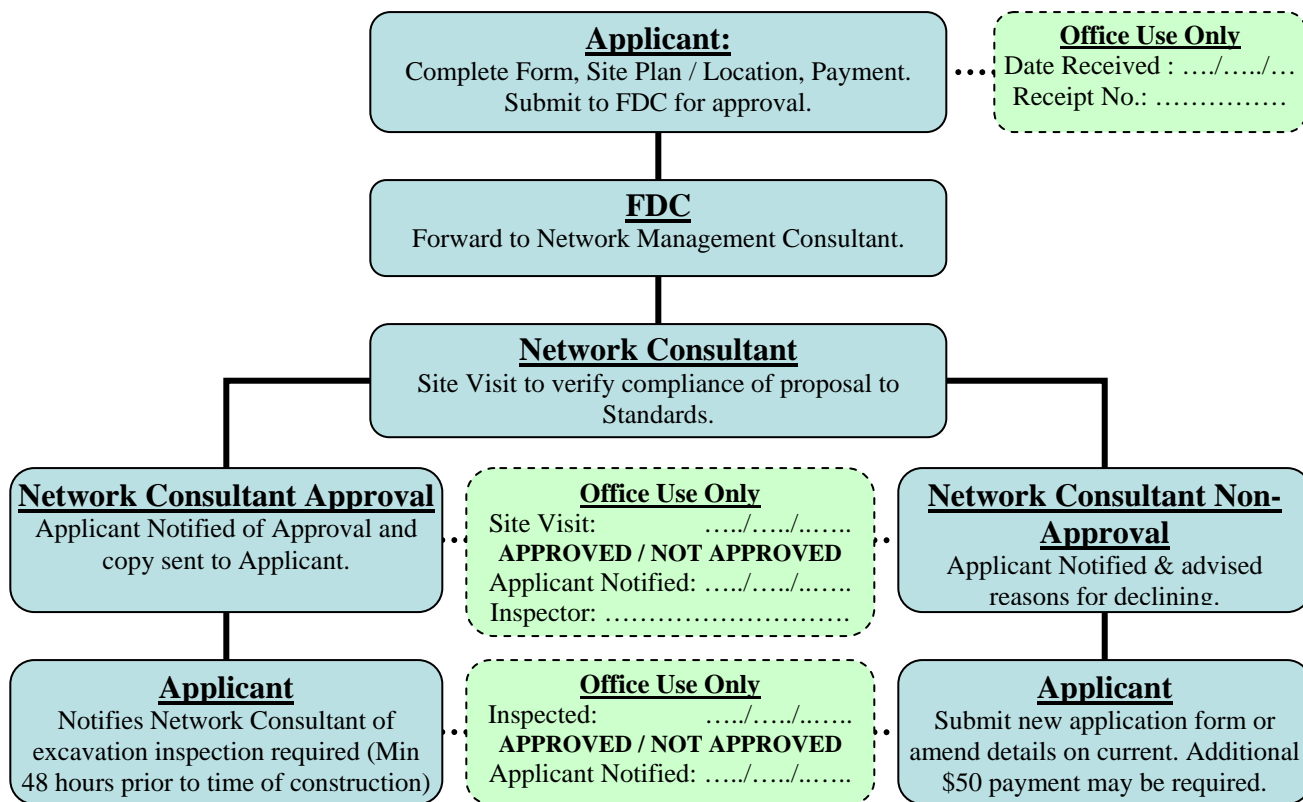 Applicant:
Complete Form, Site Plan / Location, Payment.
Submit to FDC for approval.
Office Use Only
Date Received : …./…../…
Receipt No.: ……………
FDC
Forward to Network Management Consultant.
Network Consultant
Site Visit to verify compliance of proposal to
Standards.
Network Consultant Approval
Applicant Notified of Approval and
copy sent to Applicant.
Office Use Only
Site Visit: …../…../..…..
APPROVED / NOT APPROVED
Applicant Notified: …../…../..…..
Inspector: ……………………….
Network Consultant Non-
Approval
Applicant Notified & advised
reasons for declining.
Applicant
Notifies Network Consultant of
excavation inspection required (Min
48 hours prior to time of construction)
Office Use Only
Inspected: …../…../..…..
APPROVED / NOT APPROVED
Applicant Notified: …../…../..…..
Applicant
Submit new application form or
amend details on current. Additional
$50 payment may be required.